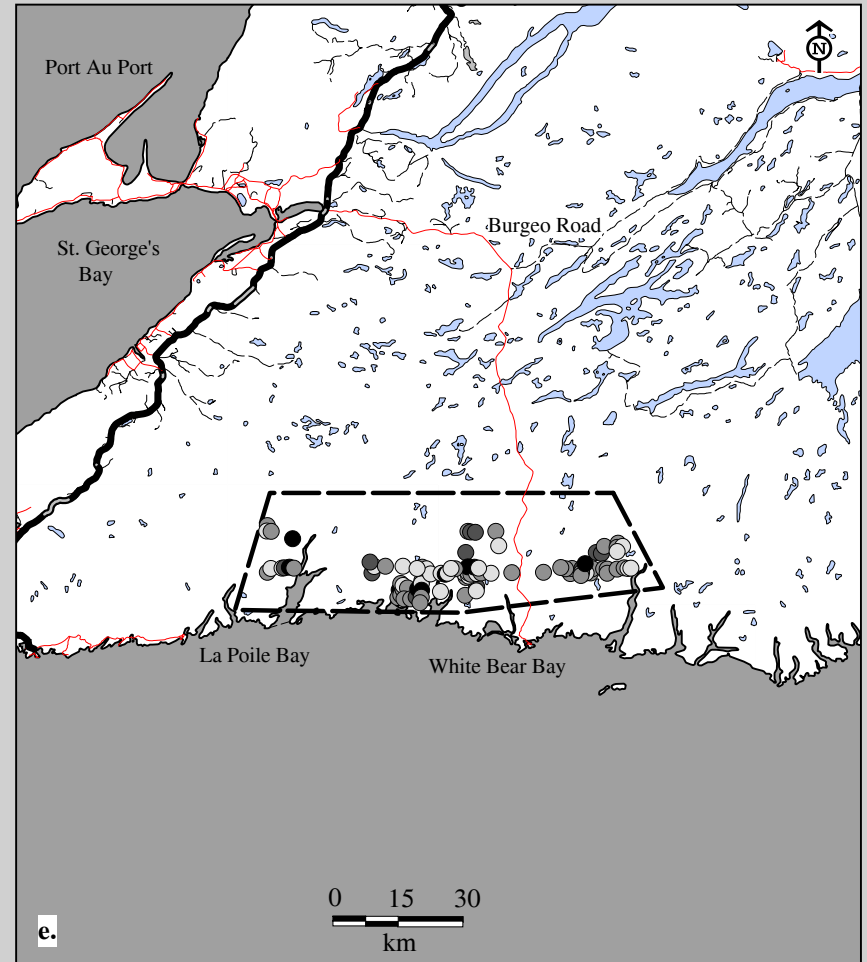 N
Port Au Port
Burgeo Road
St. George's
Bay
La Poile Bay
White Bear Bay
0 15 30
km
e.